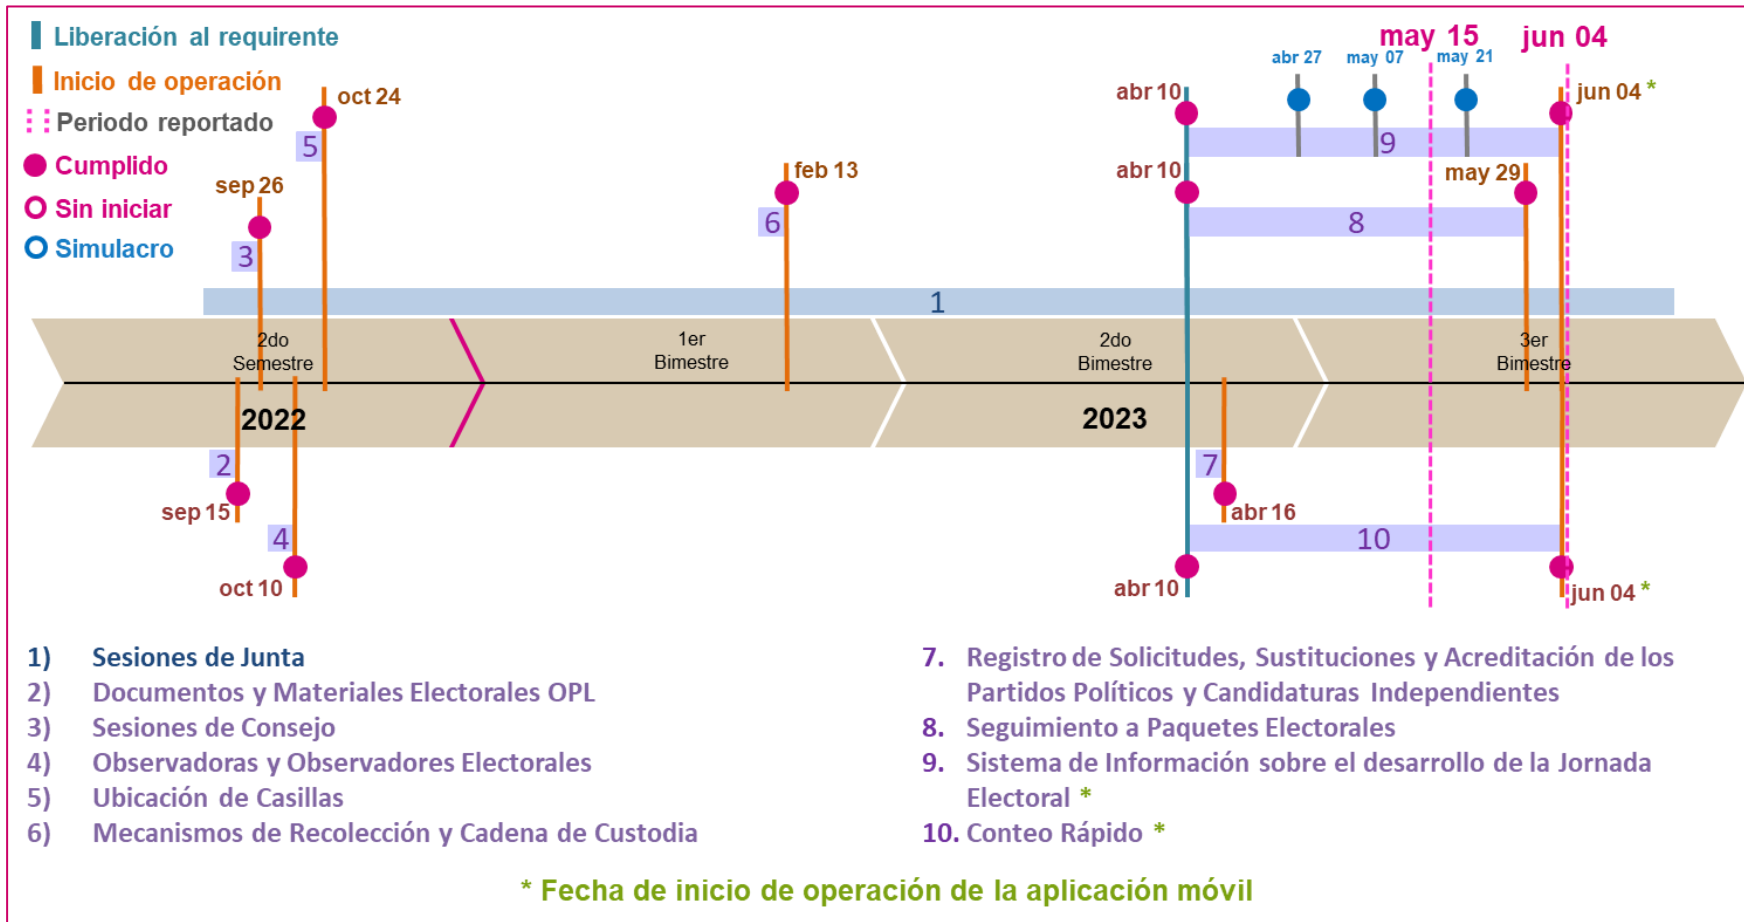 Liberación al requirente
Inicio de operación
Periodo reportado
Cumplido
Sin iniciar
Simulacro
may 15
jun 04
abr 27
may 07
may 21
oct 24
abr 10
jun 04 *
5
9
sep 26
feb 13
abr 10
may 29
3
6
8
1
2do
Semestre
1er
Bimestre
2do
Bimestre
3er
Bimestre
2022
2023
2
7
sep 15
abr 16
4
10
oct 10
abr 10
jun 04 *
1) Sesiones de Junta
2) Documentos y Materiales Electorales OPL
3) Sesiones de Consejo
4) Observadoras y Observadores Electorales
5) Ubicación de Casillas
6) Mecanismos de Recolección y Cadena de Custodia
7. Registro de Solicitudes, Sustituciones y Acreditación de los
Partidos Políticos y Candidaturas Independientes
8. Seguimiento a Paquetes Electorales
9. Sistema de Información sobre el desarrollo de la Jornada
Electoral *
10. Conteo Rápido *
* Fecha de inicio de operación de la aplicación móvil